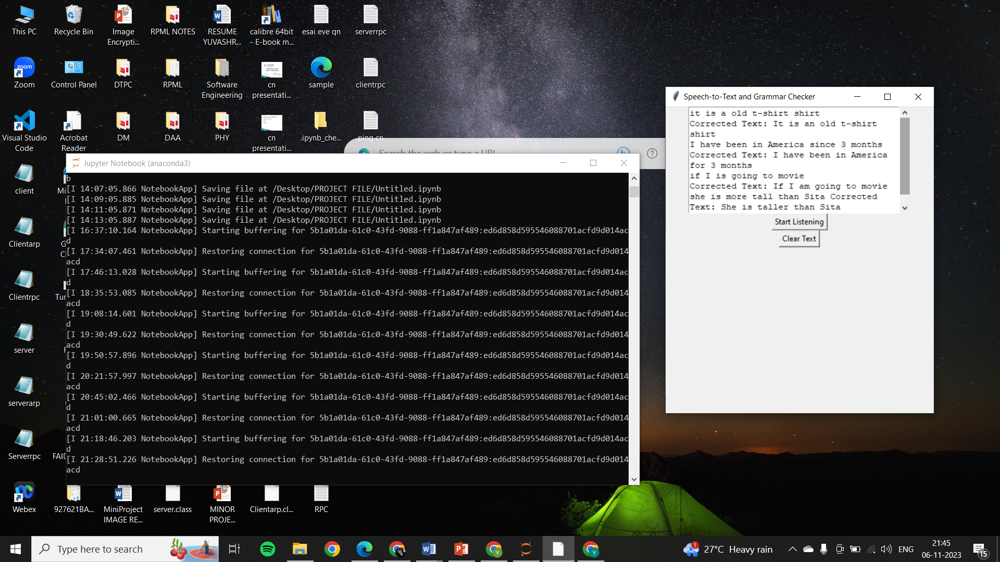 This PC
Recycle Bin
Image
Encrypti...
RPML NOTES
RESUME
YUVASHR...
calibre 64bit
- E-book m...
esai eve qn
serverrpc
zoom
Zoom
Control Panel
DTPC
RPML
Software
Engineering
cn
presentati...
sample
clientrpc
Visual Studio
Code
Acrobat
Reader
DM
DAA
PHY
cn
presentati...
.ipynb_che...
ping cn
Search the web or type a URL
client
Clientarp
Clientrpc
server
serverarp
Serverrpc
FAID
Webex
927621BA...
MiniProject
IMAGE RE...
server.class
MINOR
PROJE...
Clientarp.cl...
RPC
Jupyter Notebook (anaconda3)
b
[I 14:07:05.866 NotebookApp] Saving file at /Desktop/PROJECT FILE/Untitled.ipynb
[I 14:09:05.885 NotebookApp] Saving file at /Desktop/PROJECT FILE/Untitled.ipynb
[I 14:11:05.871 NotebookApp] Saving file at /Desktop/PROJECT FILE/Untitled.ipynb
[I 14:13:05.887 NotebookApp] Saving file at /Desktop/PROJECT FILE/Untitled.ipynb
[I 16:37:10.164 NotebookApp] Starting buffering for 5b1a01da-61c0-43fd-9088-ff1a847af489:ed6d858d595546088701acfd9d014ac
d
[I 17:34:07.461 NotebookApp] Restoring connection for 5b1a01da-61c0-43fd-9088-ff1a847af489:ed6d858d595546088701acfd9d014
acd
[I 17:46:13.028 NotebookApp] Starting buffering for 5b1a01da-61c0-43fd-9088-ff1a847af489:ed6d858d595546088701acfd9d014ac
d
[I 18:35:53.085 NotebookApp] Restoring connection for 5b1a01da-61c0-43fd-9088-ff1a847af489:ed6d858d595546088701acfd9d014
acd
[I 19:08:14.601 NotebookApp] Starting buffering for 5b1a01da-61c0-43fd-9088-ff1a847af489:ed6d858d595546088701acfd9d014ac
d
[I 19:30:49.622 NotebookApp] Restoring connection for 5b1a01da-61c0-43fd-9088-ff1a847af489:ed6d858d595546088701acfd9d014
acd
[I 19:50:57.896 NotebookApp] Starting buffering for 5b1a01da-61c0-43fd-9088-ff1a847af489:ed6d858d595546088701acfd9d014ac
d
[I 20:21:57.997 NotebookApp] Restoring connection for 5b1a01da-61c0-43fd-9088-ff1a847af489:ed6d858d595546088701acfd9d014
acd
[I 20:45:02.466 NotebookApp] Starting buffering for 5b1a01da-61c0-43fd-9088-ff1a847af489:ed6d858d595546088701acfd9d014ac
d
[I 21:01:00.665 NotebookApp] Restoring connection for 5b1a01da-61c0-43fd-9088-ff1a847af489:ed6d858d595546088701acfd9d014
acd
[I 21:18:46.203 NotebookApp] Starting buffering for 5b1a01da-61c0-43fd-9088-ff1a847af489:ed6d858d595546088701acfd9d014ac
d
[I 21:28:51.226 NotebookApp] Restoring connection for 5b1a01da-61c0-43fd-9088-ff1a847af489:ed6d858d595546088701acfd9d014
acd
Speech-to-Text and Grammar Checker
it is a old t-shirt shirt
Corrected Text: It is an old t-shirt
shirt
I have been in America since 3 months
Corrected Text: I have been in America
for 3 months
if I is going to movie
Corrected Text: If I am going to movie
she is more tall than Sita Corrected
Text: She is taller than Sita
Start Listening
Clear Text
Type here to search
1
27°C Heavy rain
ENG
21:45
06-11-2023
15